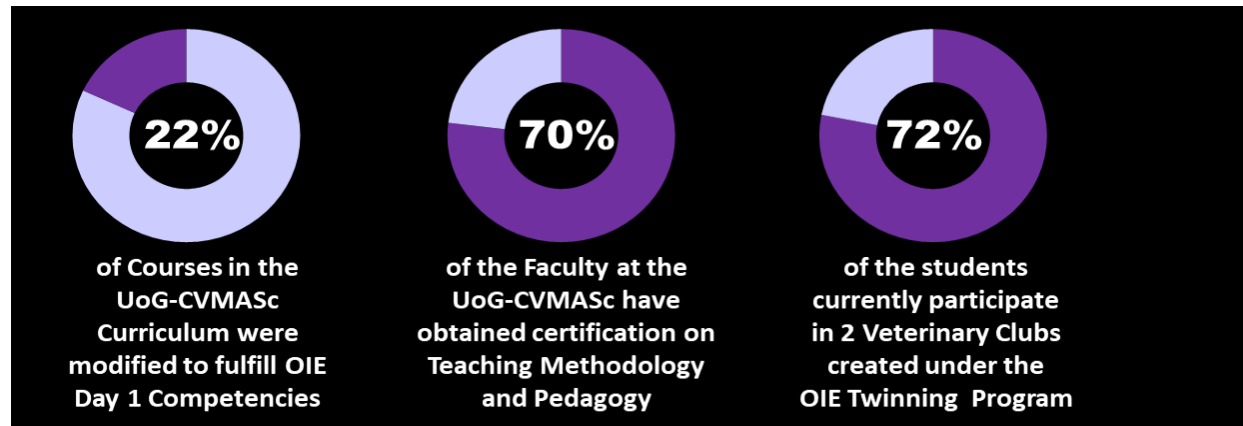 22%
of Courses in the
UoG-CVMASc
Curriculum were
modified to fulfill OIE
Day 1 Competencies
70%
of the Faculty at the
UoG-CVMASc have
obtained certification on
Teaching Methodology
and Pedagogy
72%
of the students
currently participate
in 2 Veterinary Clubs
created under the
OIE Twinning Program